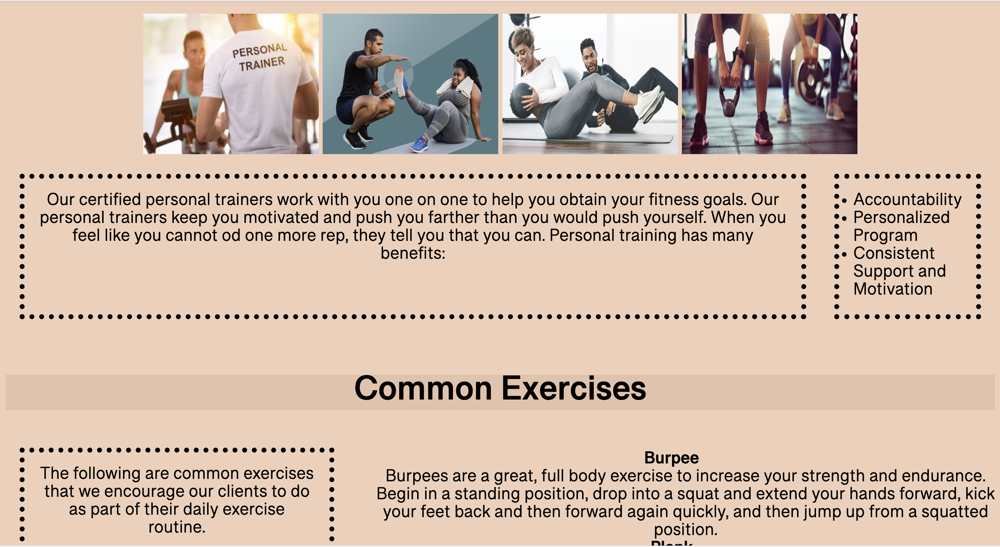 PERSONAL
TRAINER
Our certified personal trainers work with you one on one to help you obtain your fitness goals. Our
personal trainers keep you motivated and push you farther than you would push yourself. When you
feel like you cannot od one more rep, they tell you that you can. Personal training has many
benefits:
• Accountability
• Personalized
Program
• Consistent
Support and
Motivation
Common Exercises
The following are common exercises
that we encourage our clients to do
as part of their daily exercise
routine.
Burpee
Burpees are a great, full body exercise to increase your strength and endurance.
Begin in a standing position, drop into a squat and extend your hands forward, kick
your feet back and then forward again quickly, and then jump up from a squatted
position.
Plank